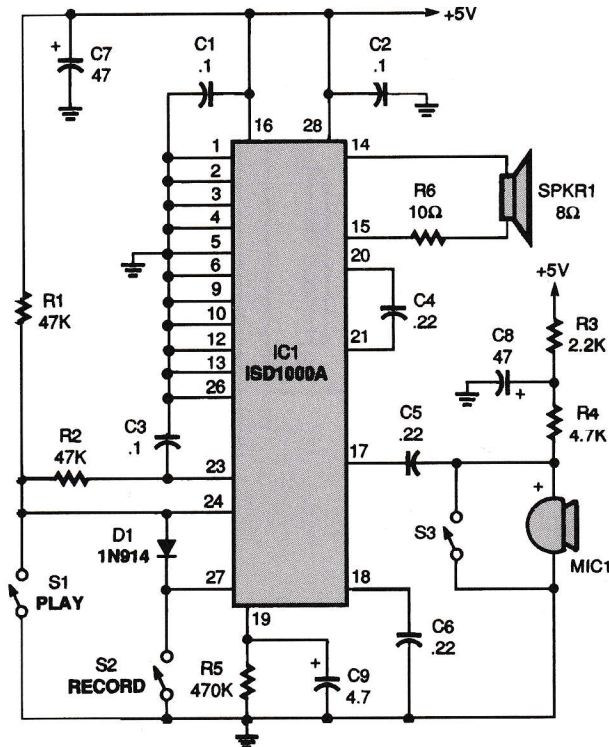 +5V
C7
+
47
C1
.1
C2
.1
16
28
1
2
3
4
5
6
9
10
12
13
26
14
15
20
21
R6
10Ω
SPKR1
8Ω
+5V
R1
47K
C4
.22
R3
2.2K
C8
47
+
IC1
ISD1000A
R4
4.7K
C3
.1
R2
47K
23
17
C5
.22
24
+
D1
1N914
S3
MIC1
S1
PLAY
27
18
S2
RECORD
19
R5
470K
+
C9
4.7
C6
.22